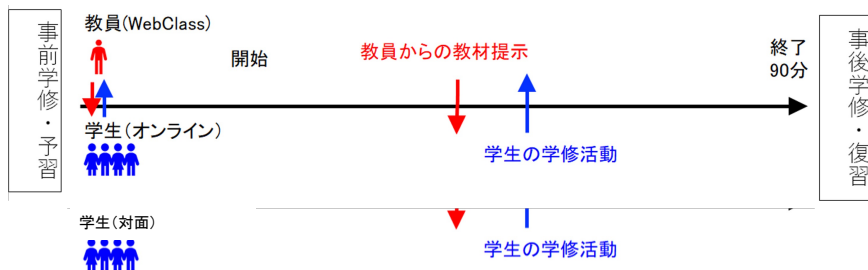 事前学修・予習
教員(WebClass)
開始
教員からの教材提示
終了
90分
事後学修・復習
学生(オンライン)
学生の学修活動
学生(対面)
学生の学修活動